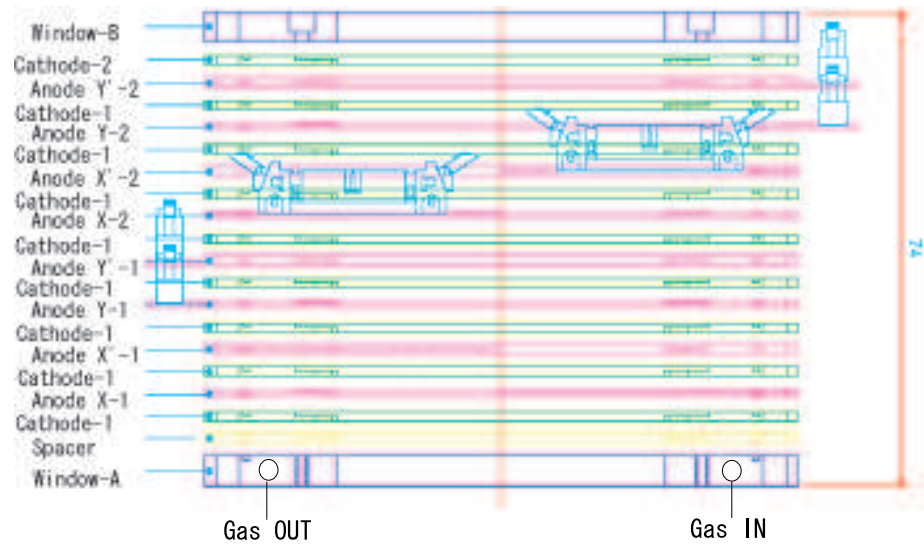 Window-B
Cathode-2
Anode Y'-2
Cathode-1
Anode Y-2
Cathode-1
Anode X'-2
Cathode-1
Anode X-2
Cathode-1
Anode Y'-1
Cathode-1
Anode Y-1
Cathode-1
Anode X'-1
Cathode-1
Anode X-1
Cathode-1
Spacer
Window-A
74
Gas OUT
Gas IN